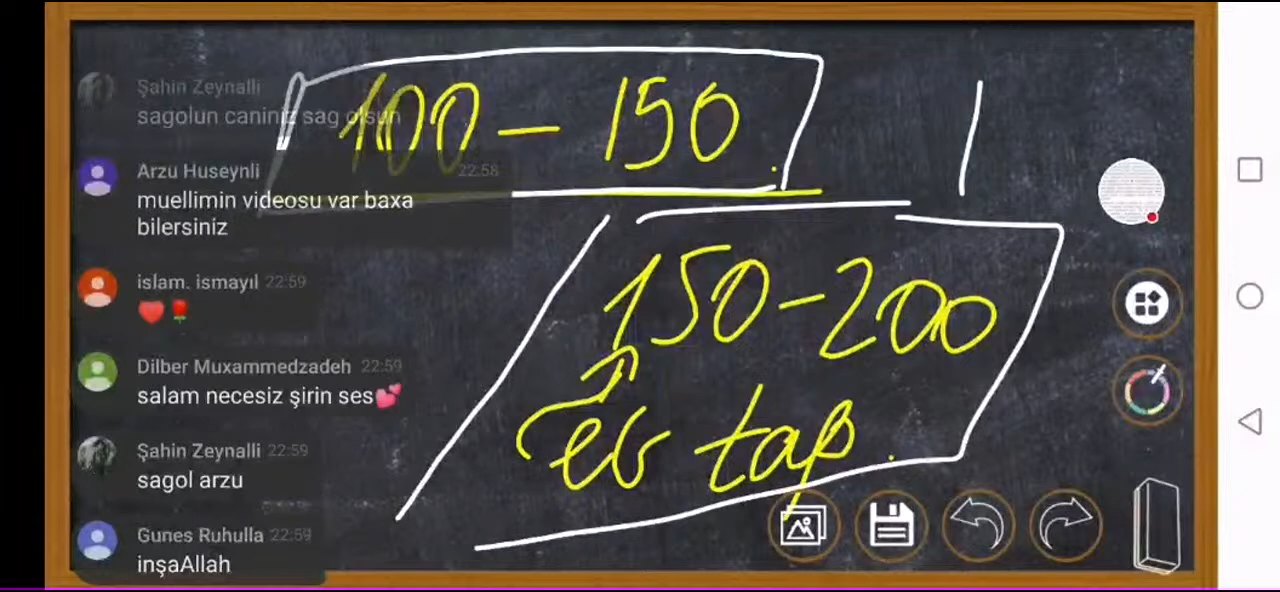 Şahin Zeynalli
sagolun caniniz sag olsun
Arzu Huseynli 22:58
muellimin videosu var baxa
bilersiniz
islam. ismayıl 22:59
❤️🌹
Dilber Muxammedzadeh 22:59
salam necesiz şirin ses💕
Şahin Zeynalli 22:59
sagol arzu
Gunes Ruhulla 22:59
inşaAllah
100 - 150
150-200
tap